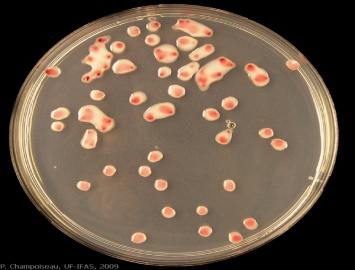 P. Champoiseau, UF-IFAS, 2009